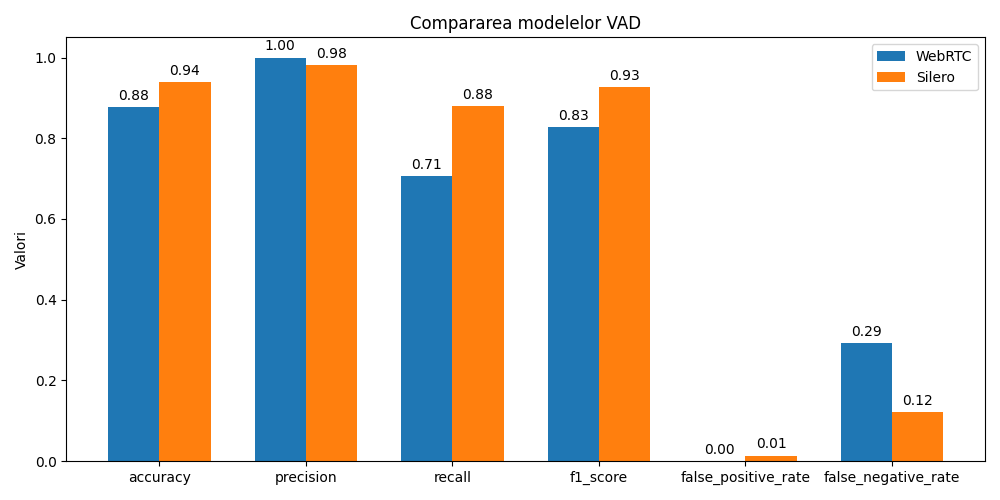 Compararea modelelor VAD
WebRTC
Silero
Valori
1.0
0.8
0.6
0.4
0.2
0.0
0.88
0.94
1.00
0.98
0.71
0.88
0.83
0.93
0.00
0.01
0.29
0.12
accuracy
precision
recall
f1_score
false_positive_rate
false_negative_rate